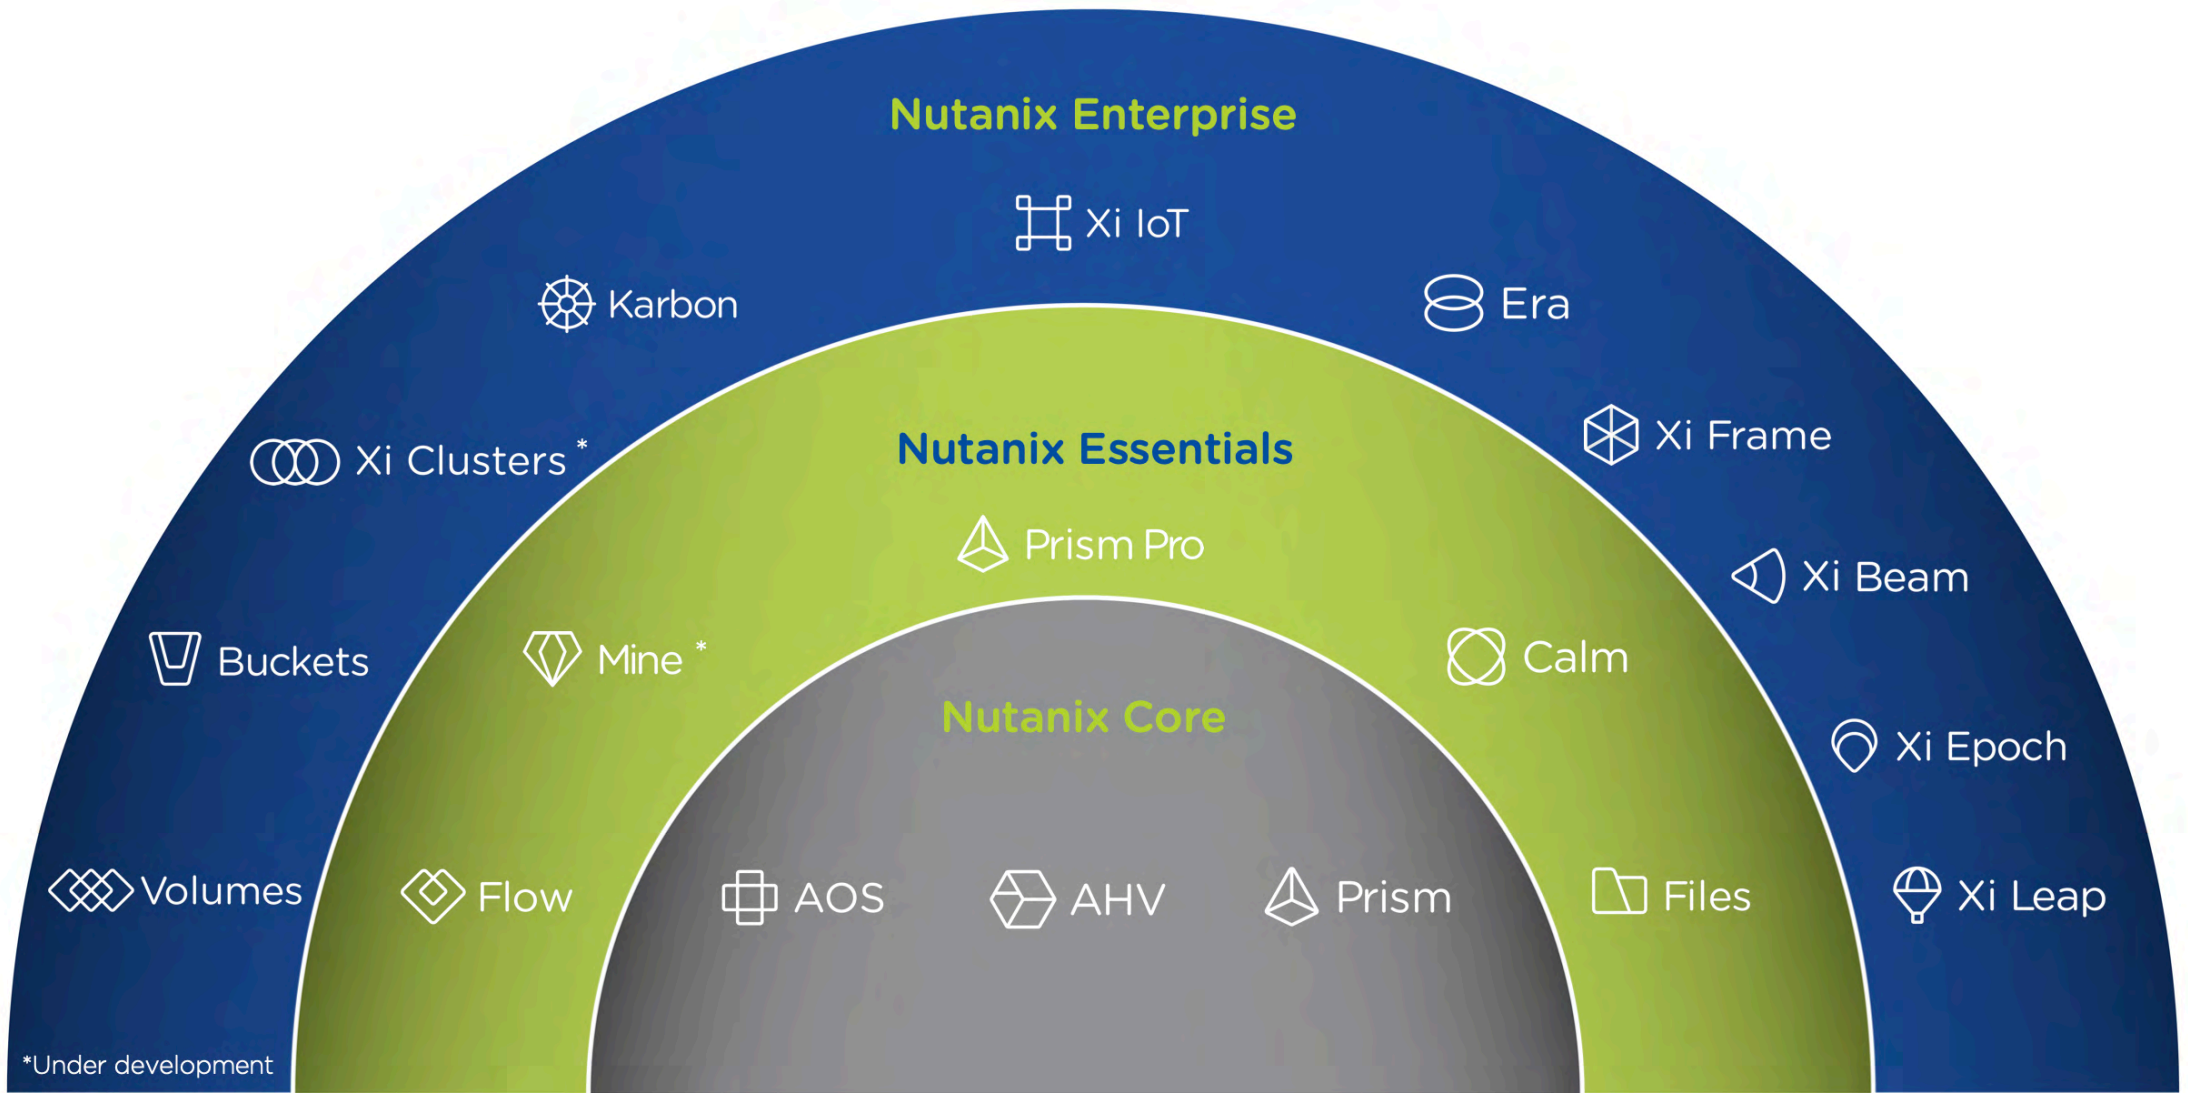 Nutanix Enterprise
Xi IoT
Karbon
Era
Xi Clusters*
Xi Frame
Buckets
Xi Beam
Volumes
Xi Epoch
Xi Leap
Nutanix Essentials
Prism Pro
Mine *
Calm
Flow
Files
Nutanix Core
AOS
AHV
Prism
*Under development